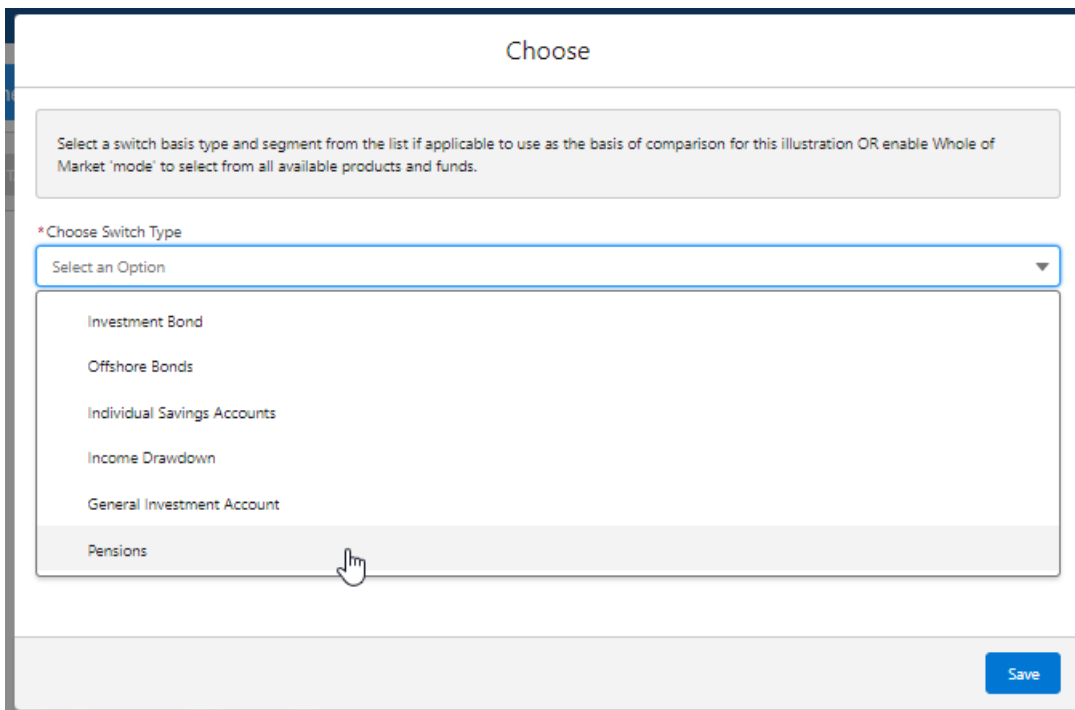 Choose
Select a switch basis type and segment from the list if applicable to use as the basis of comparison for this illustration OR enable Whole of
Market 'mode' to select from all available products and funds.
*Choose Switch Type
Select an Option
Investment Bond
Offshore Bonds
Individual Savings Accounts
Income Drawdown
General Investment Account
Pensions
Save